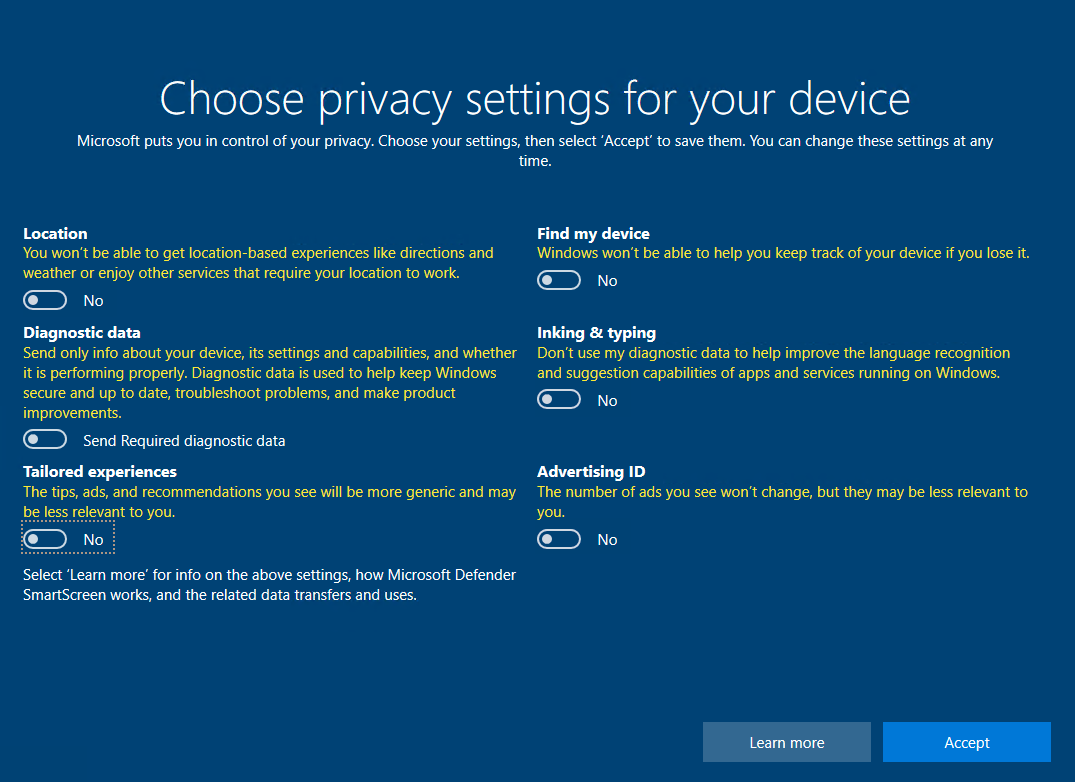 Choose privacy settings for your device
Microsoft puts you in control of your privacy. Choose your settings, then select ‘Accept’ to save them. You can change these settings at any
time.
Location
You won’t be able to get location-based experiences like directions and
weather or enjoy other services that require your location to work.
No
Find my device
Windows won’t be able to help you keep track of your device if you lose it.
No
Diagnostic data
Send only info about your device, its settings and capabilities, and whether
it is performing properly. Diagnostic data is used to help keep Windows
secure and up to date, troubleshoot problems, and make product
improvements.
Send Required diagnostic data
Inking & typing
Don’t use my diagnostic data to help improve the language recognition
and suggestion capabilities of apps and services running on Windows.
No
Tailored experiences
The tips, ads, and recommendations you see will be more generic and may
be less relevant to you.
No
Advertising ID
The number of ads you see won’t change, but they may be less relevant to
you.
No
Select ‘Learn more’ for info on the above settings, how Microsoft Defender
SmartScreen works, and the related data transfers and uses.
Learn more
Accept